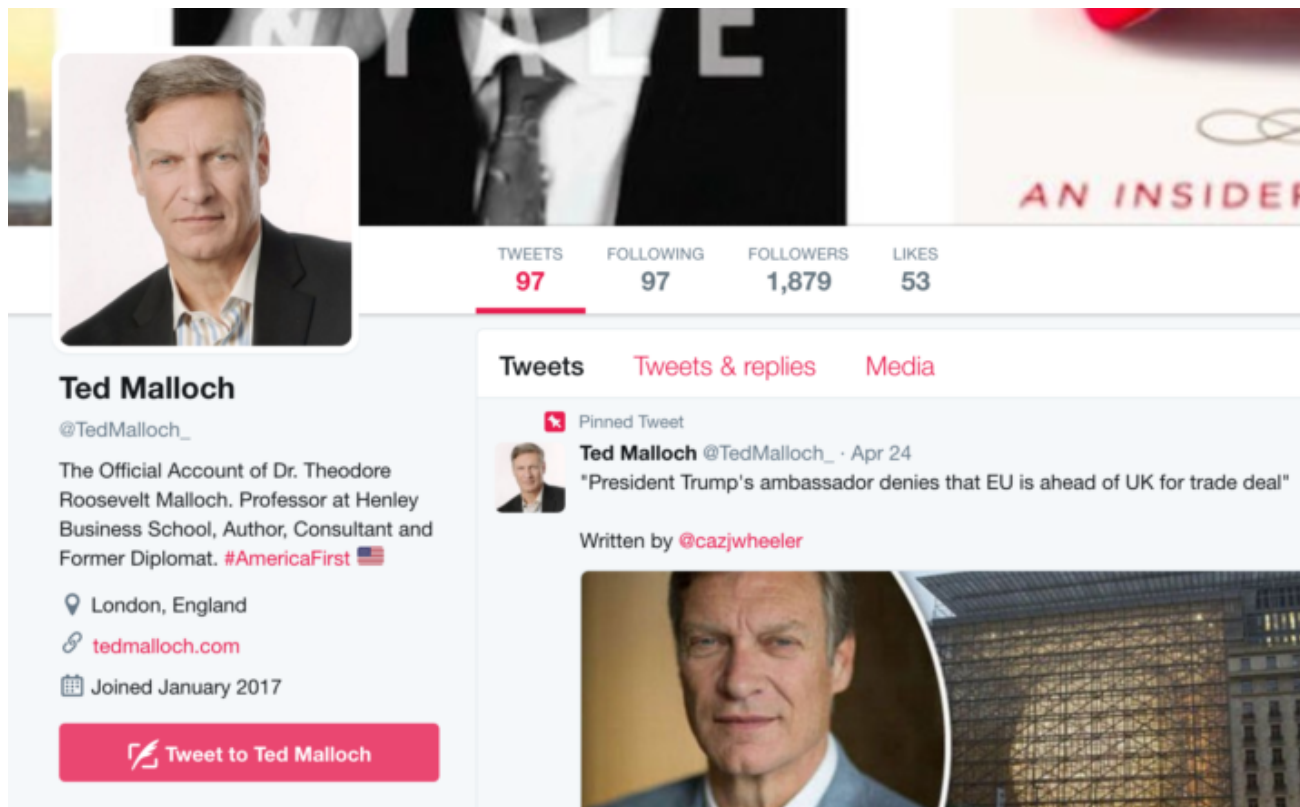 NYALE
AN INSIDER
TWEETS FOLLOWING FOLLOWERS LIKES
97 97 1,879 53
Ted Malloch
@TedMalloch_
The Official Account of Dr. Theodore
Roosevelt Malloch. Professor at Henley
Business School, Author, Consultant and
Former Diplomat. #AmericaFirst
London, England
tedmalloch.com
Joined January 2017
Tweet to Ted Malloch
Tweets Tweets & replies Media
Pinned Tweet
Ted Malloch @TedMalloch_ · Apr 24
"President Trump's ambassador denies that EU is ahead of UK for trade deal"
Written by @cazjwheeler